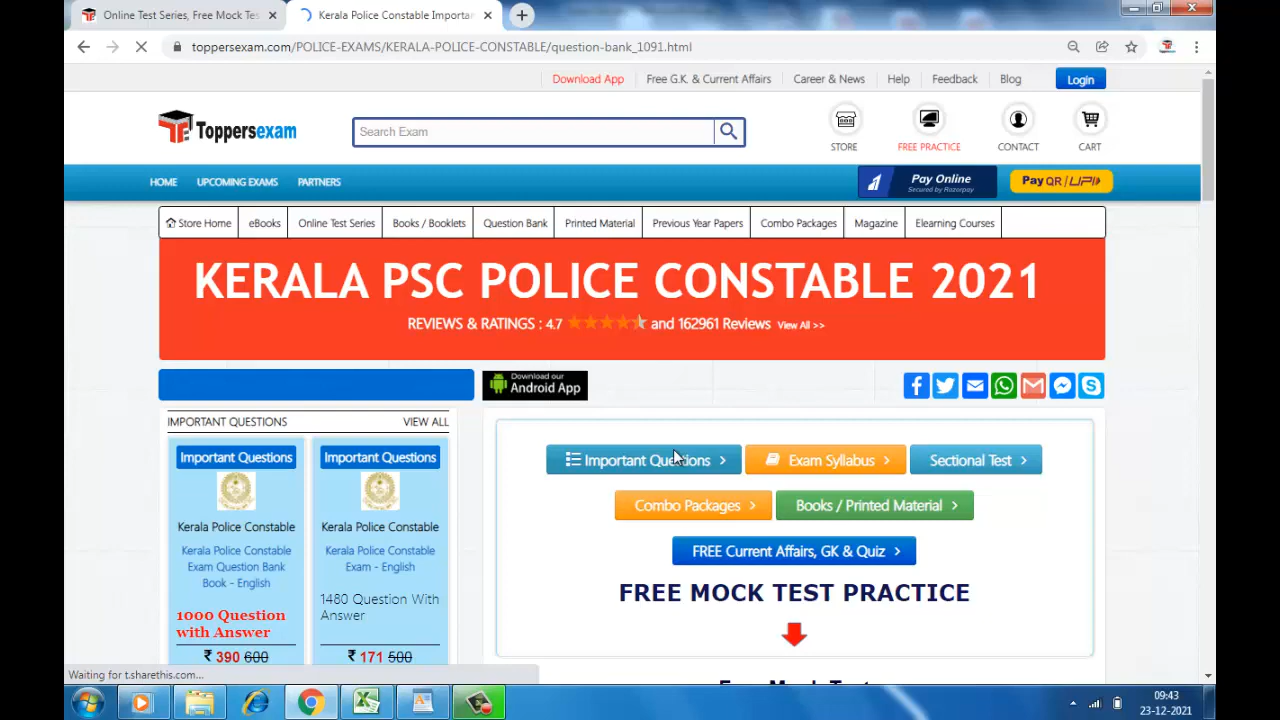 Online Test Series, Free Mock Tes
Kerala Police Constable Importan
toppersexam.com/POLICE-EXAMS/KERALA-POLICE-CONSTABLE/question-bank_1091.html
Download App
Free G.K. & Current Affairs
Career & News
Help
Feedback
Blog
Login
Toppersexam
Search Exam
STORE
FREE PRACTICE
CONTACT
CART
HOME
UPCOMING EXAMS
PARTNERS
Pay Online
Secured by Razorpay
Pay QR / UPI
Store Home
eBooks
Online Test Series
Books / Booklets
Question Bank
Printed Material
Previous Year Papers
Combo Packages
Magazine
Elearning Courses
KERALA PSC POLICE CONSTABLE 2021
REVIEWS & RATINGS : 4.7 and 162961 Reviews View All >>
Download our
Android App
IMPORTANT QUESTIONS
VIEW ALL
Important Questions
Kerala Police Constable
Kerala Police Constable
Exam Question Bank
Book - English
1000 Question
with Answer
₹ 390 600
Important Questions
Kerala Police Constable
Kerala Police Constable
Exam - English
1480 Question With
Answer
₹ 171 500
Important Questions >
Exam Syllabus >
Sectional Test >
Combo Packages >
Books / Printed Material >
FREE Current Affairs, GK & Quiz >
FREE MOCK TEST PRACTICE
Waiting for t.sharethis.com...
09:43
23-12-2021